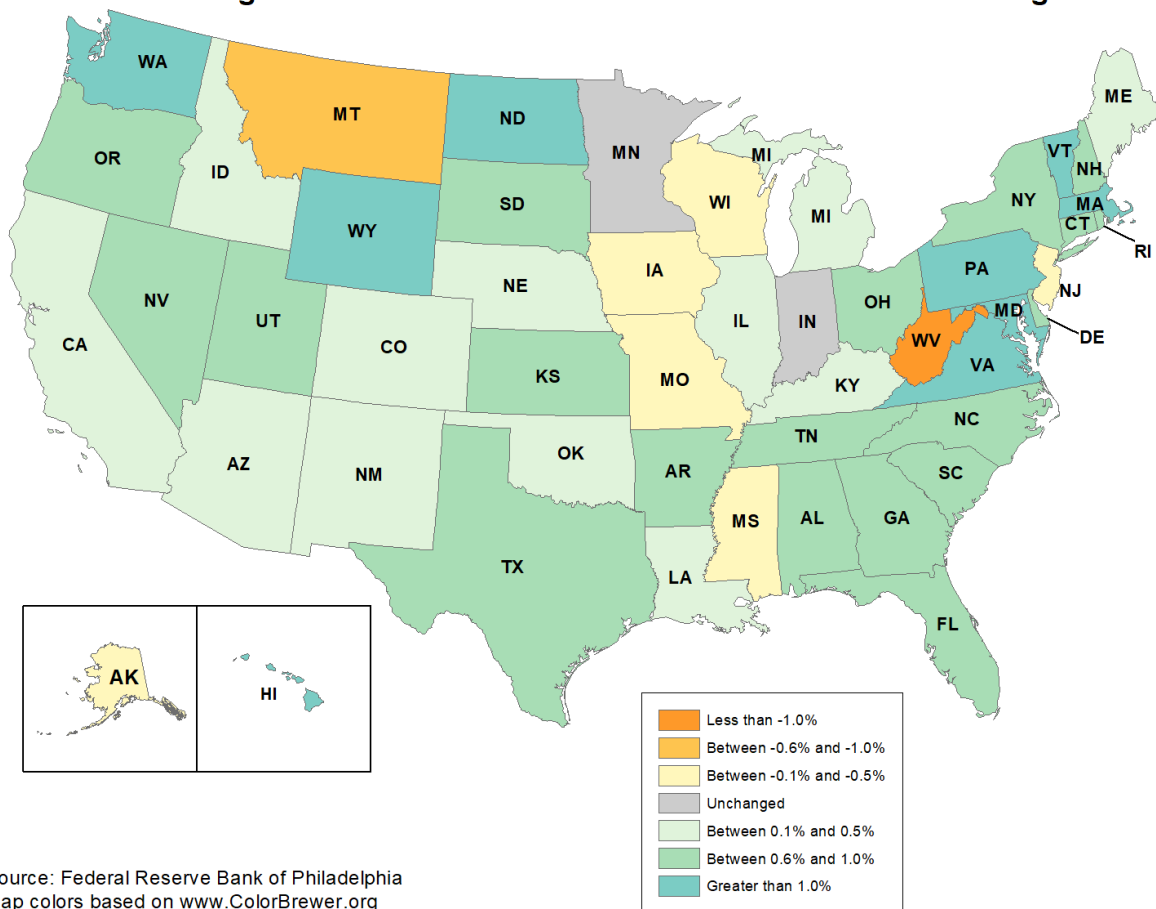 WA
MT
ND
MN
ME
OR
ID
MI
VT
NH
WI
SD
MI
NY
MA
WY
CT
RI
IA
PA
NE
NJ
NV
OH
MD
UT
IL
IN
DE
WV
CA
CO
VA
KS
MO
KY
NC
TN
OK
AZ
NM
AR
SC
MS
AL
GA
TX
LA
FL
AK
HI
Less than -1.0%
Between -0.6% and -1.0%
Between -0.1% and -0.5%
Unchanged
Between 0.1% and 0.5%
Between 0.6% and 1.0%
Greater than 1.0%
ource: Federal Reserve Bank of Philadelphia
ap colors based on www.ColorBrewer.org